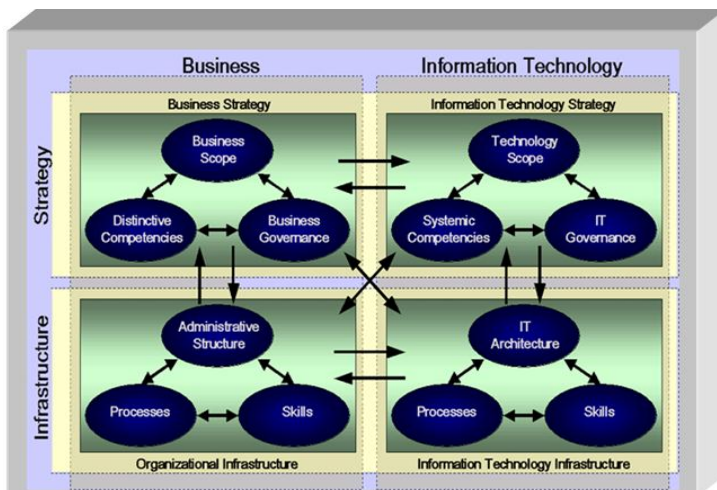 Business
Information Technology
Business Strategy
Information Technology Strategy
Strategy
Business
Scope
Distinctive
Competencies
Business
Governance
Technology
Scope
Systemic
Competencies
IT
Governance
Infrastructure
Administrative
Structure
Processes
Skills
IT
Architecture
Processes
Skills
Organizational Infrastructure
Information Technology Infrastructure